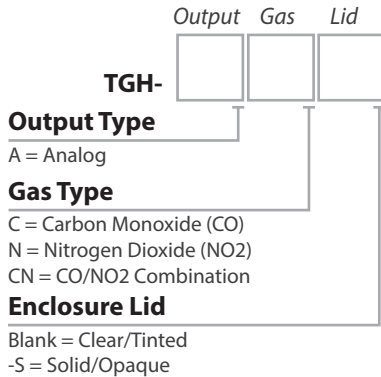 Output Gas Lid
TGH-
Output Type
A = Analog
Gas Type
C = Carbon Monoxide (CO)
N = Nitrogen Dioxide (NO2)
CN = CO/NO2 Combination
Enclosure Lid
Blank = Clear/Tinted
-S = Solid/Opaque